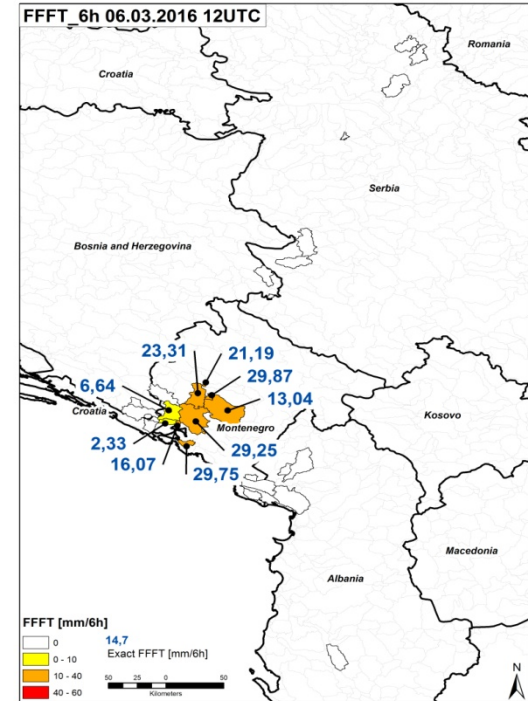 FFFT_6h 06.03.2016 12UTC
Romania
Croatia
Serbia
Bosnia and Herzegovina
23,31
21,19
6,64
29,87
13,04
Croatia
Kosovo
Montenegro
2,33
29,25
16,07
29,75
Macedonia
Albania
FFFT [mm/6h]
0
14,7
0 - 10
Exact FFFT [mm/6h]
10 - 40
50 25 0 50
40 - 60
Kilometers
N